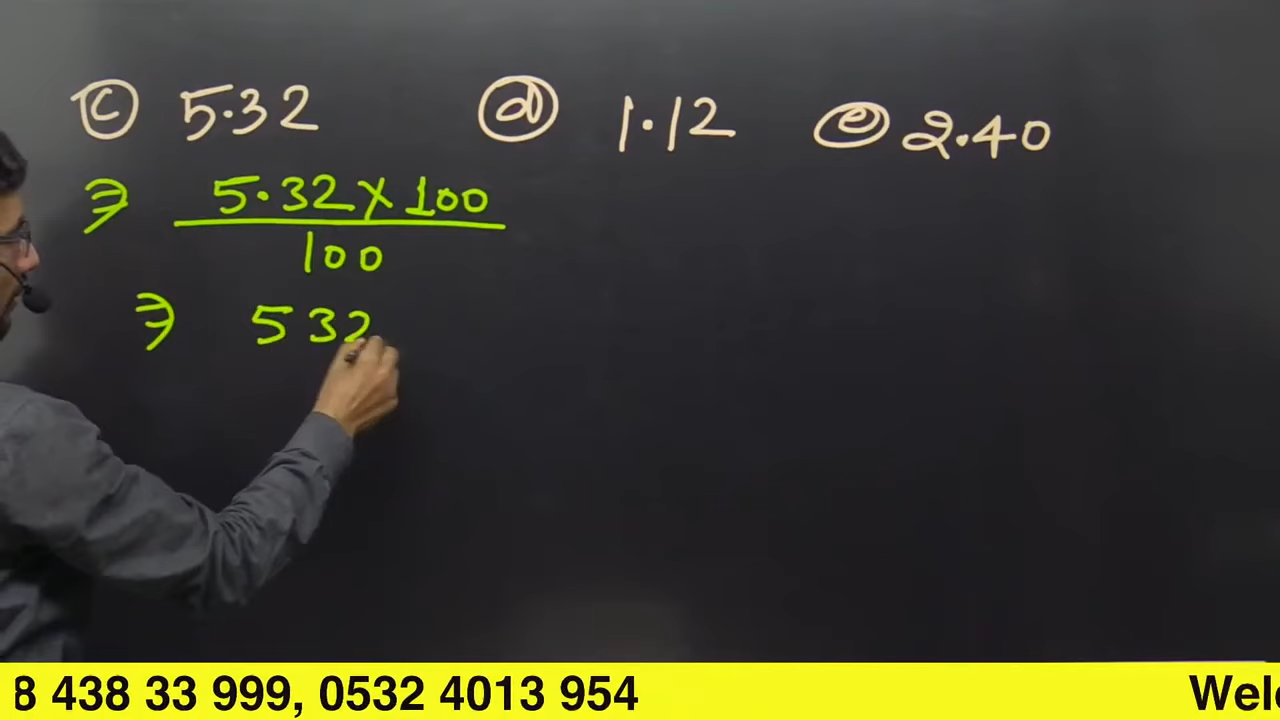 (c) 5.32 (d) 1.12 (e) 2.40
⇒ 5.32 × 100
100
⇒ 532
8 438 33 999, 0532 4013 954